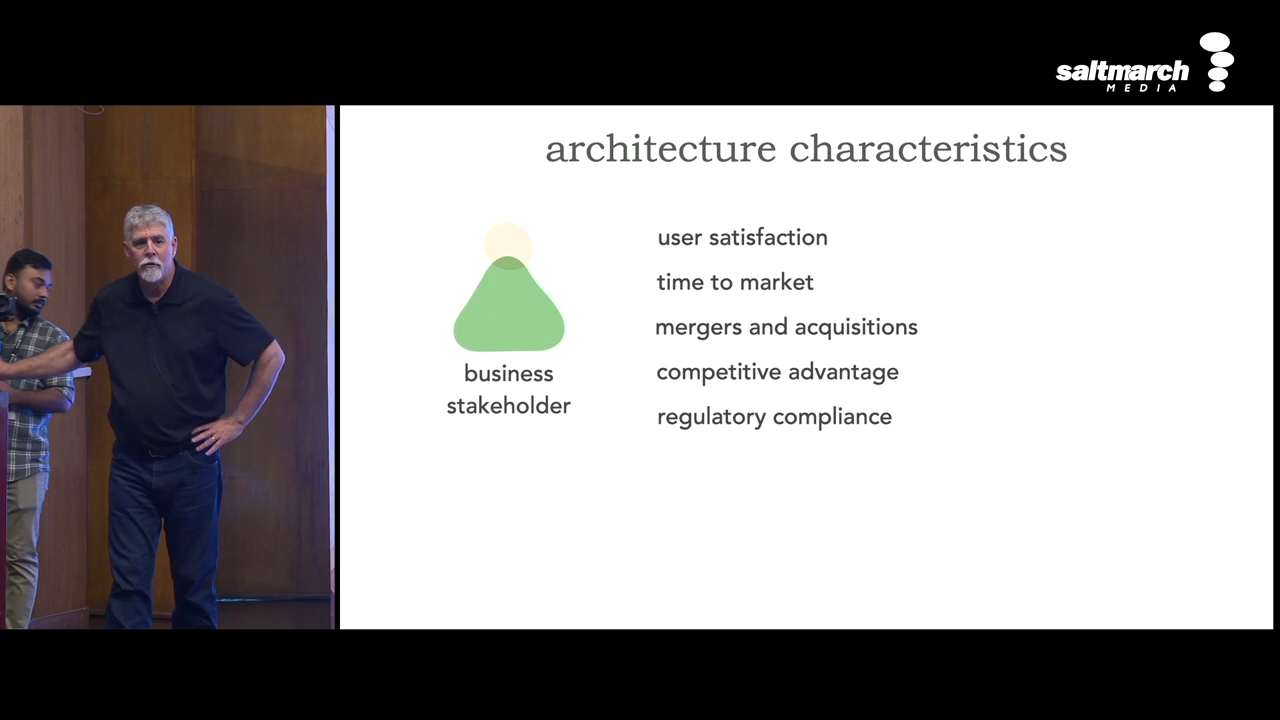 saltmarch
MEDIA
architecture characteristics
user satisfaction
time to market
mergers and acquisitions
competitive advantage
regulatory compliance
business
stakeholder